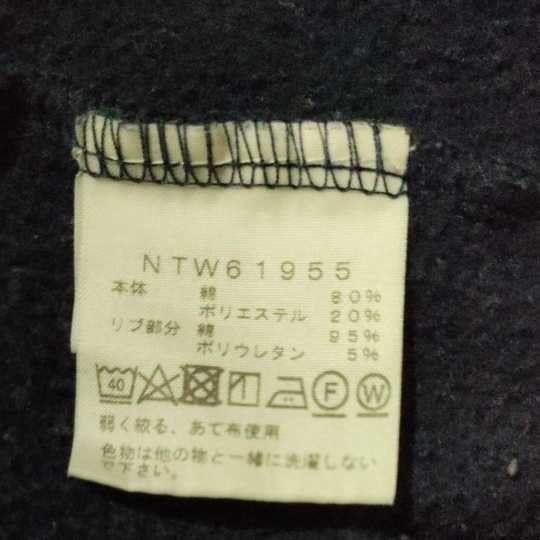 NTW61955
本体 綿 80%
ポリエステル 20%
リブ部分 綿 95%
ポリウレタン 5%
40 F W
弱く絞る、あて布使用
色物は他の物と一緒に洗濯しない
で下さい。